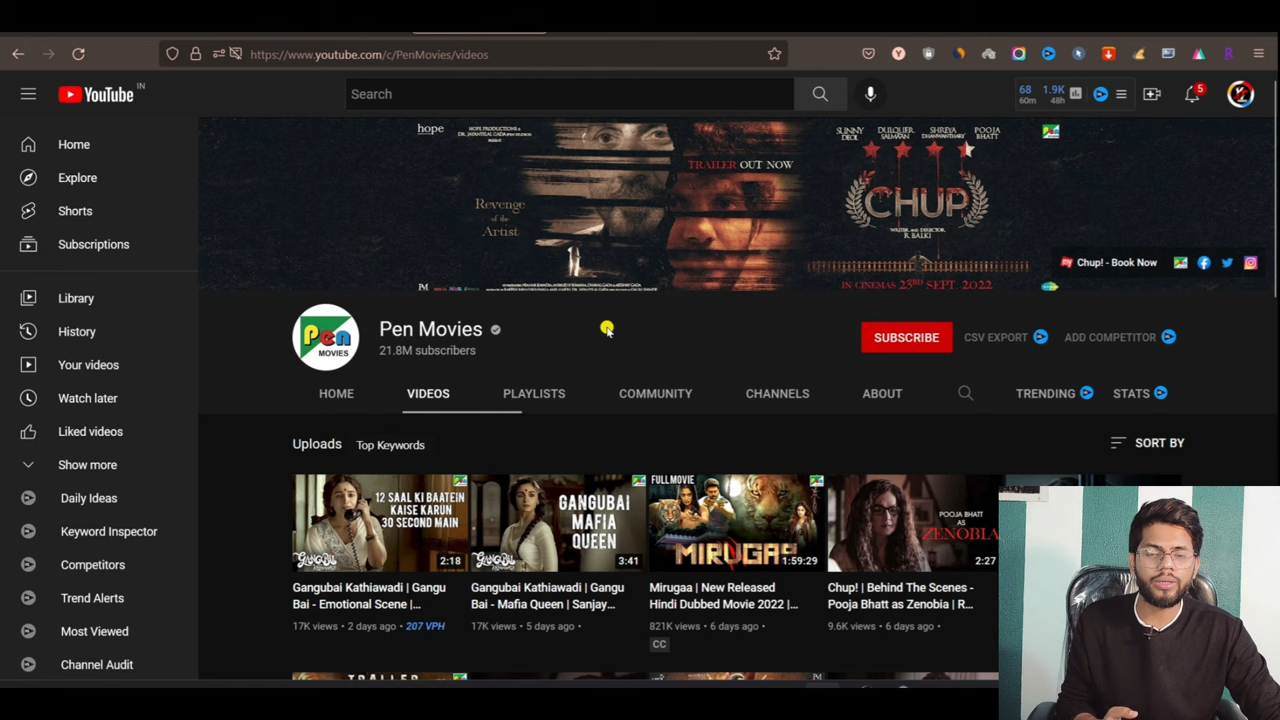 https://www.youtube.com/c/PenMovies/videos
YouTube IN
Search
68
60m
1.9K
48h
5
Home
Explore
Shorts
Subscriptions
Library
History
Your videos
Watch later
Liked videos
Show more
Daily Ideas
Keyword Inspector
Competitors
Trend Alerts
Most Viewed
Channel Audit
hope
Revenge
of the
Artist
TRAILER OUT NOW
SUNNY DEOL
DULQUER SALMAAN
SHREYA DHANWANTHARY
POOJA BHATT
CHUP
WRITER AND DIRECTOR
R BALKI
IN CINEMAS 23RD SEPT. 2022
my Chup! - Book Now
Pen
MOVIES
Pen Movies
21.8M subscribers
SUBSCRIBE
CSV EXPORT
ADD COMPETITOR
HOME
VIDEOS
PLAYLISTS
COMMUNITY
CHANNELS
ABOUT
TRENDING
STATS
Uploads
Top Keywords
SORT BY
12 SAAL KI BAATEIN
KAISE KARUN
30 SECOND MAIN
2:18
Gangubai Kathiawadi | Gangu
Bai - Emotional Scene |...
17K views • 2 days ago • 207 VPH
GANGUBAI
MAFIA
QUEEN
3:41
Gangubai Kathiawadi | Gangu
Bai - Mafia Queen | Sanjay...
17K views • 5 days ago •
FULL MOVIE
MIRUGAA
1:59:29
Mirugaa | New Released
Hindi Dubbed Movie 2022 |...
821K views • 6 days ago •
CC
POOJA BHATT
AS
ZENOBIA
2:27
Chup! | Behind The Scenes -
Pooja Bhatt as Zenobia | R...
9.6K views • 6 days ago •